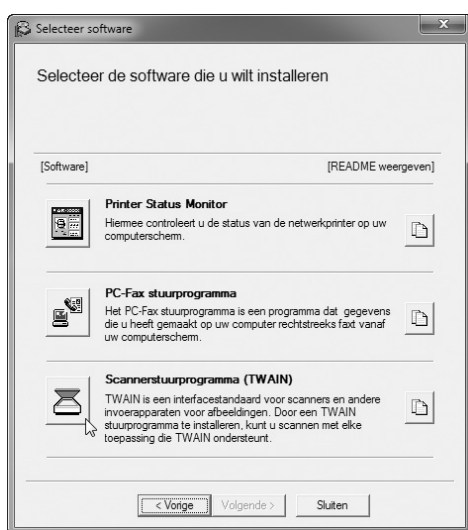 Selecteer software
Selecteer de software die u wilt installeren
[Software] [README weergeven]
Printer Status Monitor
Hiermee controleert u de status van de netwerkprinter op uw
computerscherm.
PC-Fax stuurprogramma
Het PC-Fax stuurprogramma is een programma dat gegevens
die u heeft gemaakt op uw computer rechtstreeks faxt vanaf
uw computerscherm.
Scannerstuurprogramma (TWAIN)
TWAIN is een interfacestandaard voor scanners en andere
invoerapparaten voor afbeeldingen. Door een TWAIN
stuurprogramma te installeren, kunt u scannen met elke
toepassing die TWAIN ondersteunt.
< Vorige Volgende > Sluiten